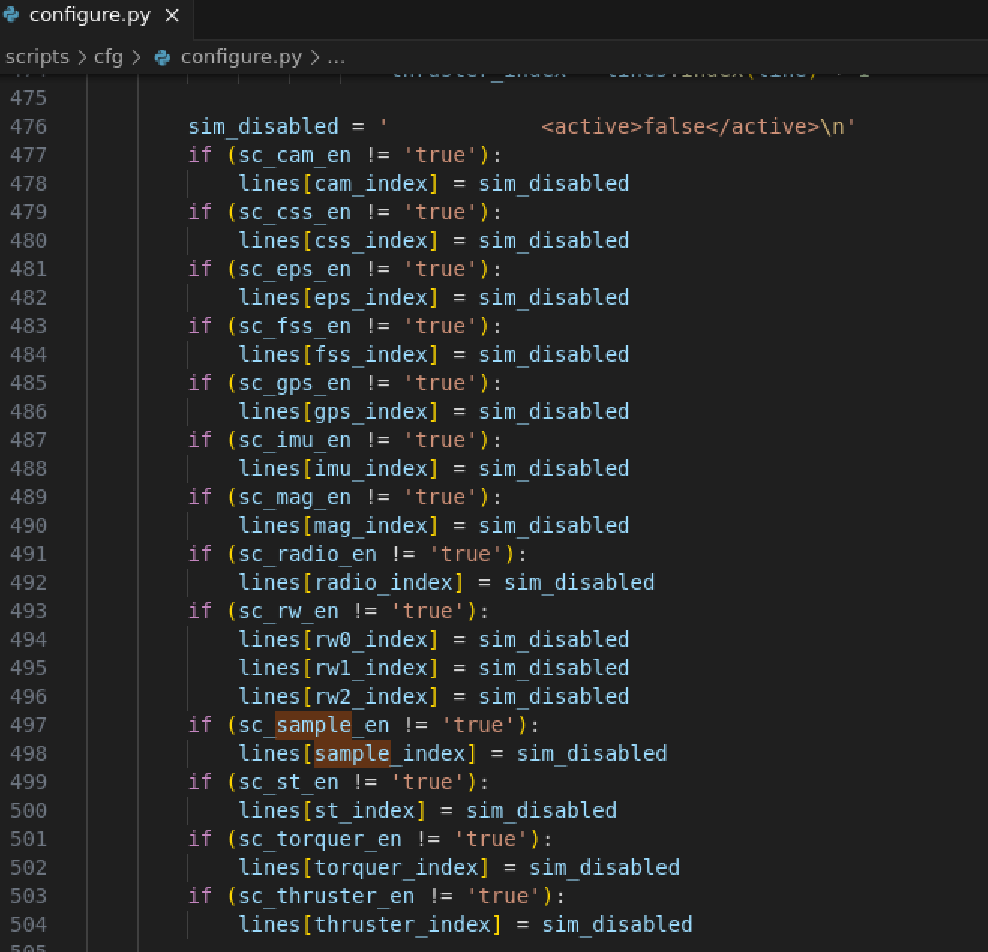 configure.py ×
scripts > cfg > configure.py > ...
475
476 sim_disabled = '            <active>false</active>\n'
477 if (sc_cam_en != 'true'):
478     lines[cam_index] = sim_disabled
479 if (sc_css_en != 'true'):
480     lines[css_index] = sim_disabled
481 if (sc_eps_en != 'true'):
482     lines[eps_index] = sim_disabled
483 if (sc_fss_en != 'true'):
484     lines[fss_index] = sim_disabled
485 if (sc_gps_en != 'true'):
486     lines[gps_index] = sim_disabled
487 if (sc_imu_en != 'true'):
488     lines[imu_index] = sim_disabled
489 if (sc_mag_en != 'true'):
490     lines[mag_index] = sim_disabled
491 if (sc_radio_en != 'true'):
492     lines[radio_index] = sim_disabled
493 if (sc_rw_en != 'true'):
494     lines[rw0_index] = sim_disabled
495     lines[rw1_index] = sim_disabled
496     lines[rw2_index] = sim_disabled
497 if (sc_sample_en != 'true'):
498     lines[sample_index] = sim_disabled
499 if (sc_st_en != 'true'):
500     lines[st_index] = sim_disabled
501 if (sc_torquer_en != 'true'):
502     lines[torquer_index] = sim_disabled
503 if (sc_thruster_en != 'true'):
504     lines[thruster_index] = sim_disabled